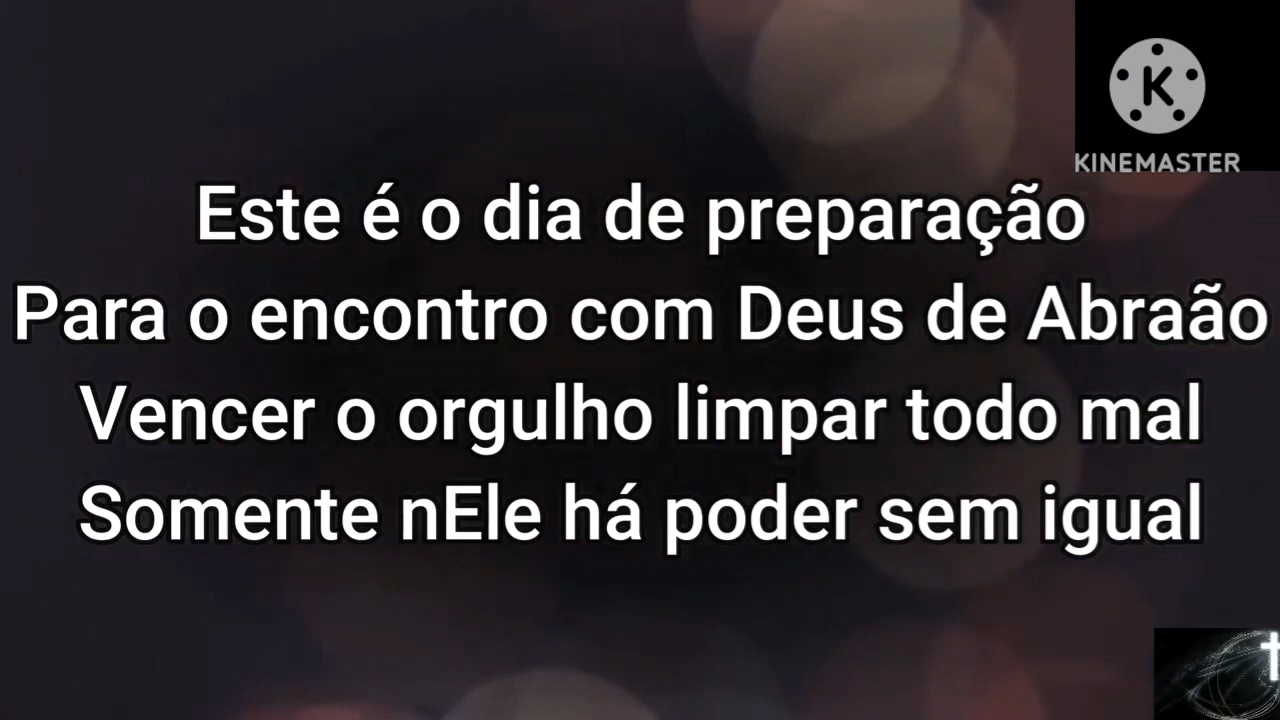 K
KINEMASTER
Este é o dia de preparação
Para o encontro com Deus de Abraão
Vencer o orgulho limpar todo mal
Somente nEle há poder sem igual